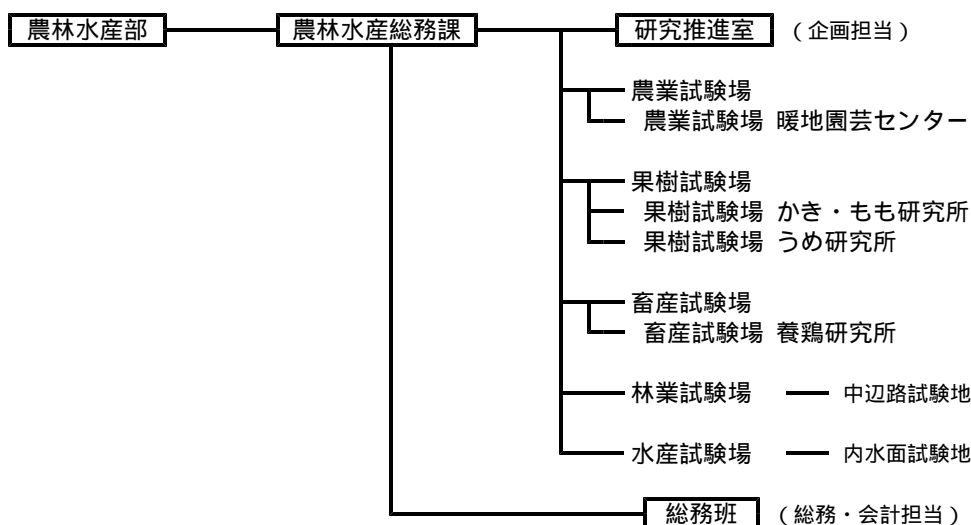 農林水産部 農林水産総務課 研究推進室 （企画担当）
農業試験場
農業試験場 暖地園芸センター
果樹試験場
果樹試験場 かき・もも研究所
果樹試験場 うめ研究所
畜産試験場
畜産試験場 養鶏研究所
林業試験場 中辺路試験地
水産試験場 内水面試験地
総務班 （総務・会計担当）